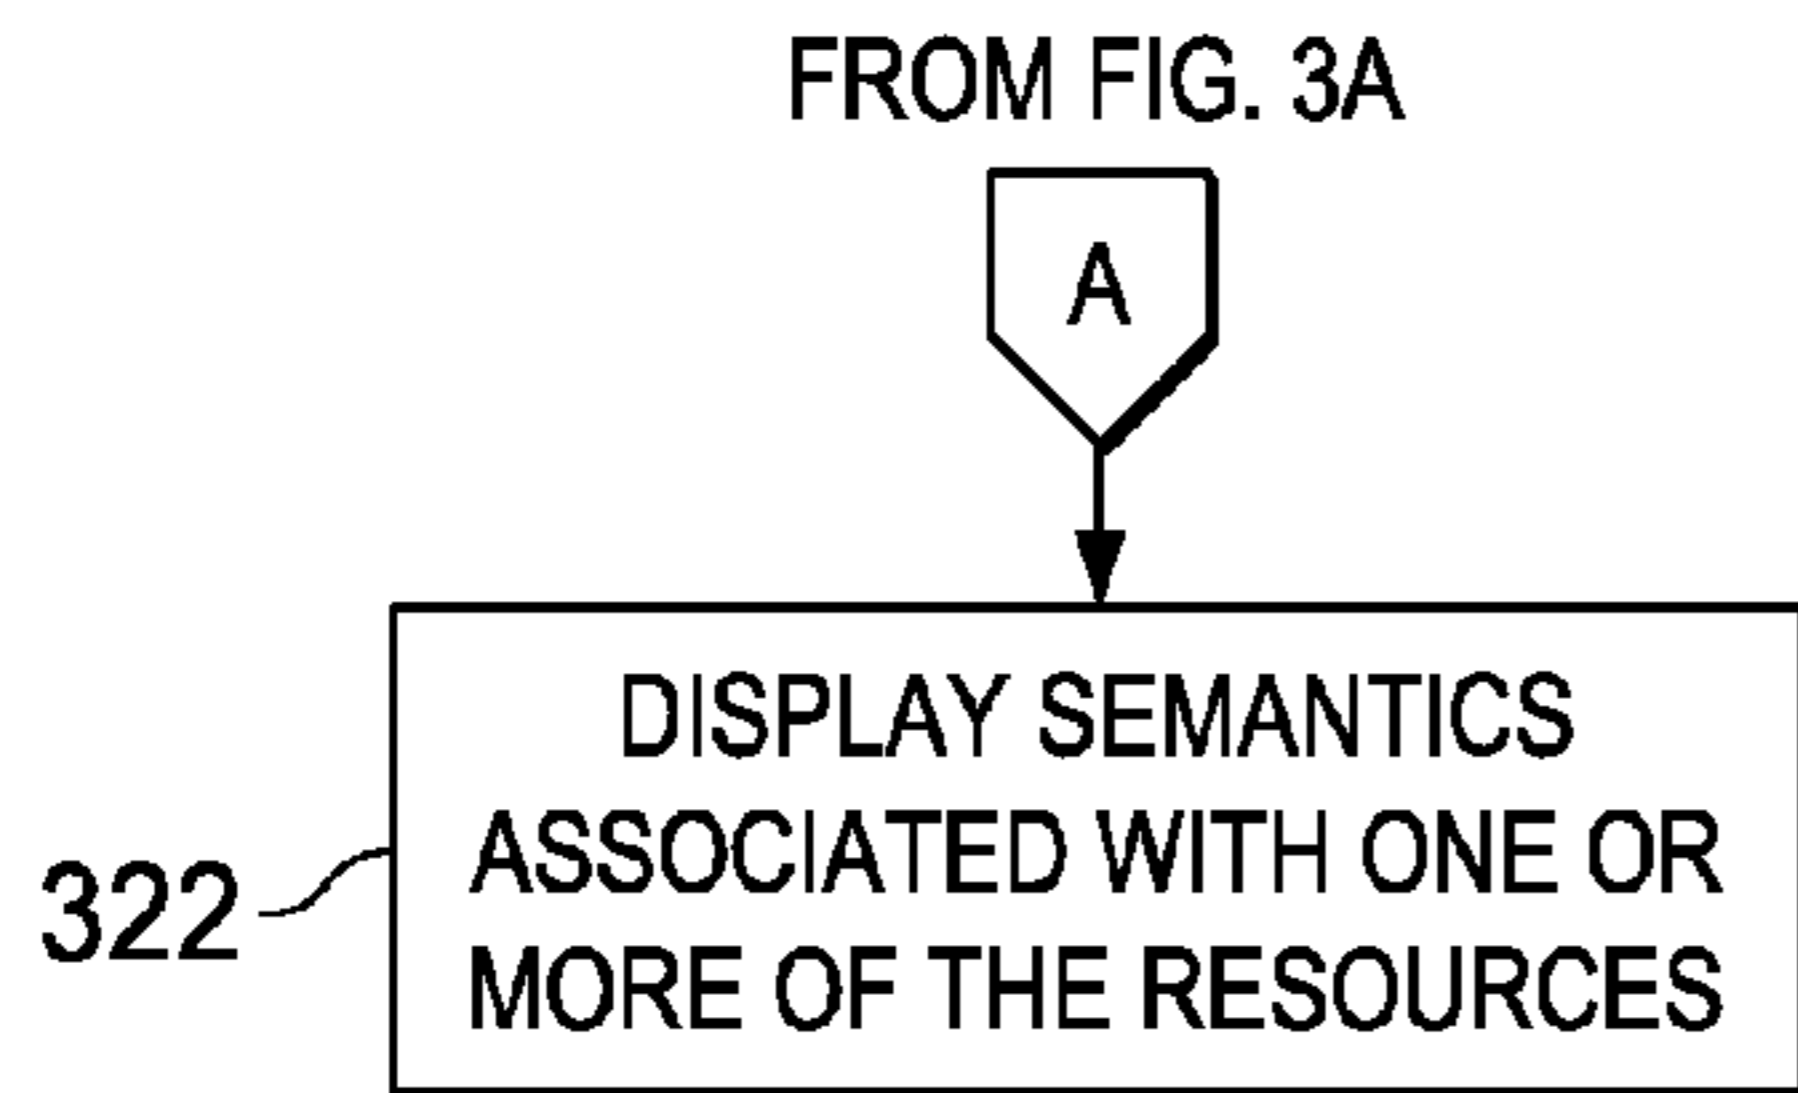 FROM FIG. 3A
A
DISPLAY SEMANTICS
ASSOCIATED WITH ONE OR
MORE OF THE RESOURCES
322